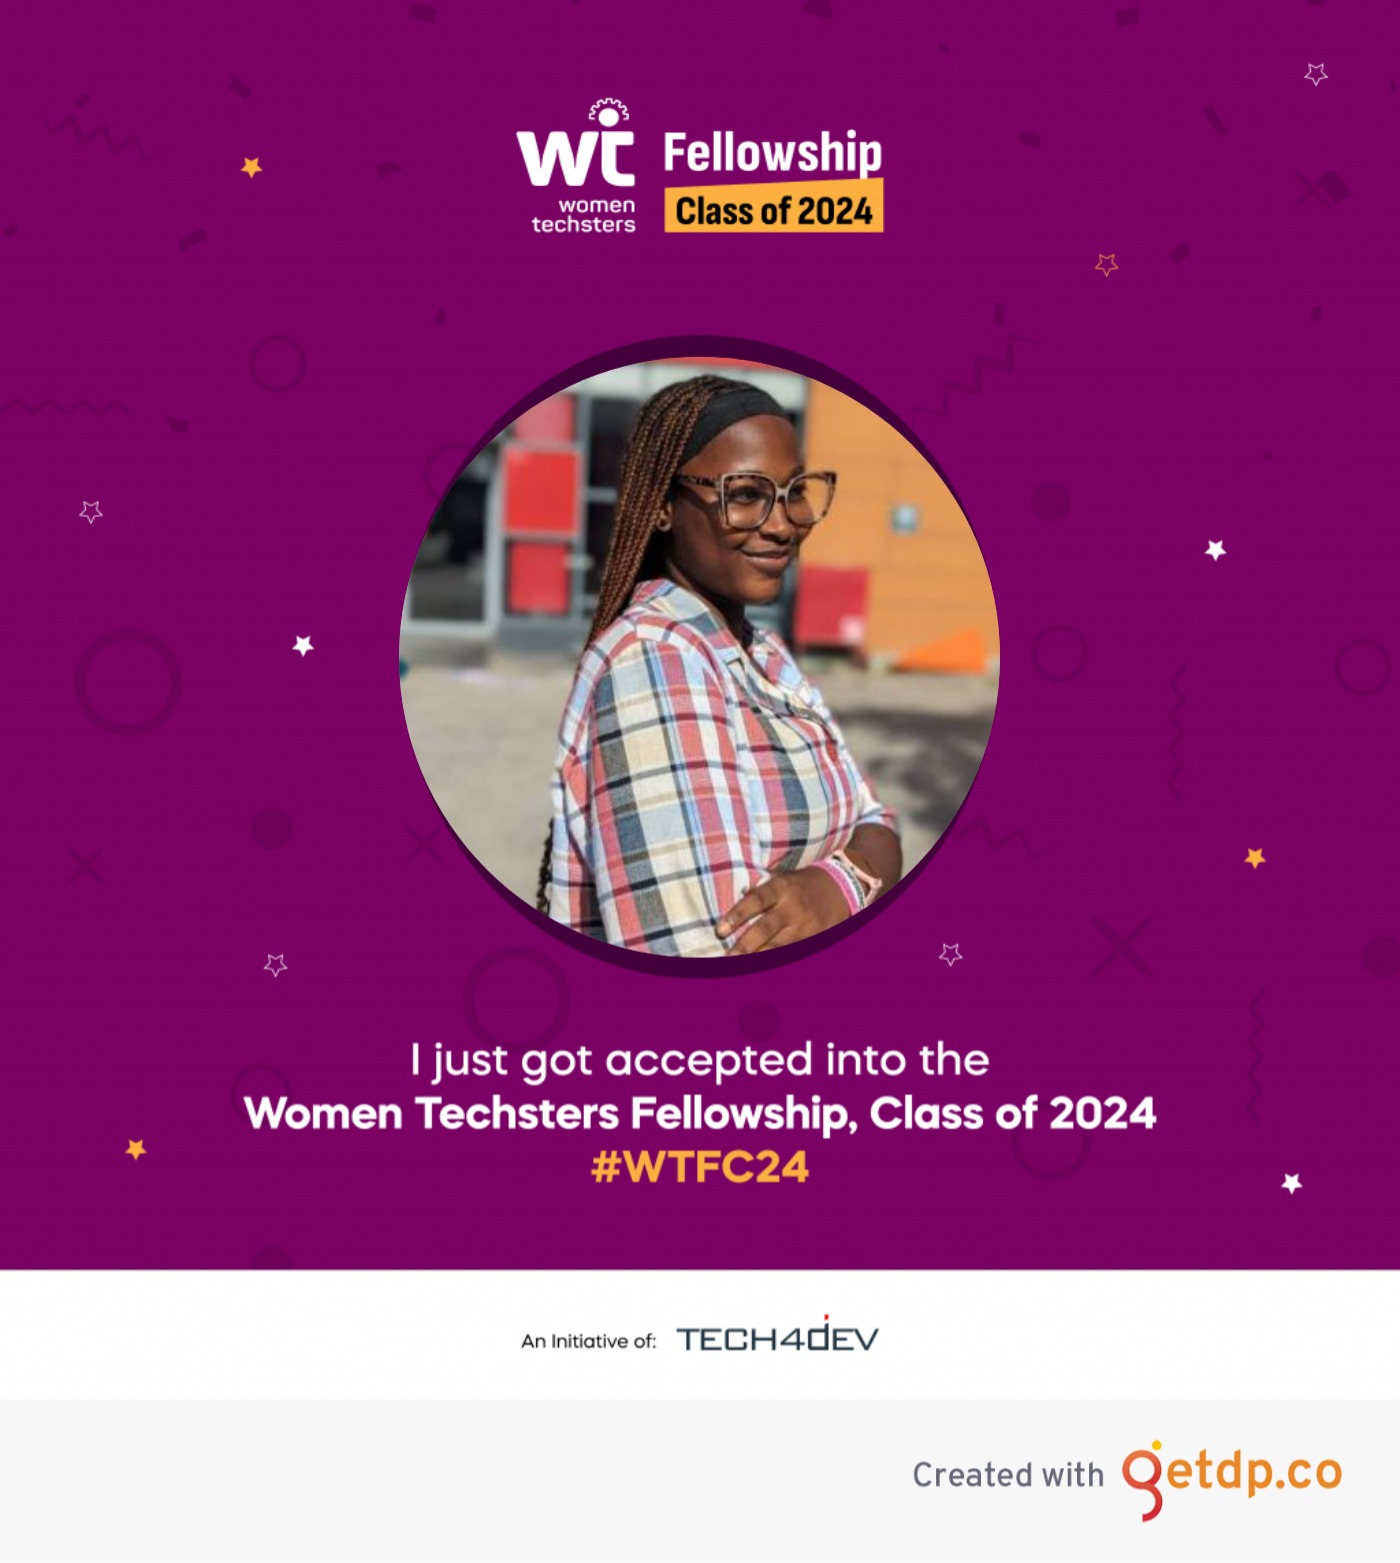 wt
women
techsters
Fellowship
Class of 2024
I just got accepted into the
Women Techsters Fellowship, Class of 2024
#WTFC24
An Initiative of: TECH4dEV
Created with getdp.co